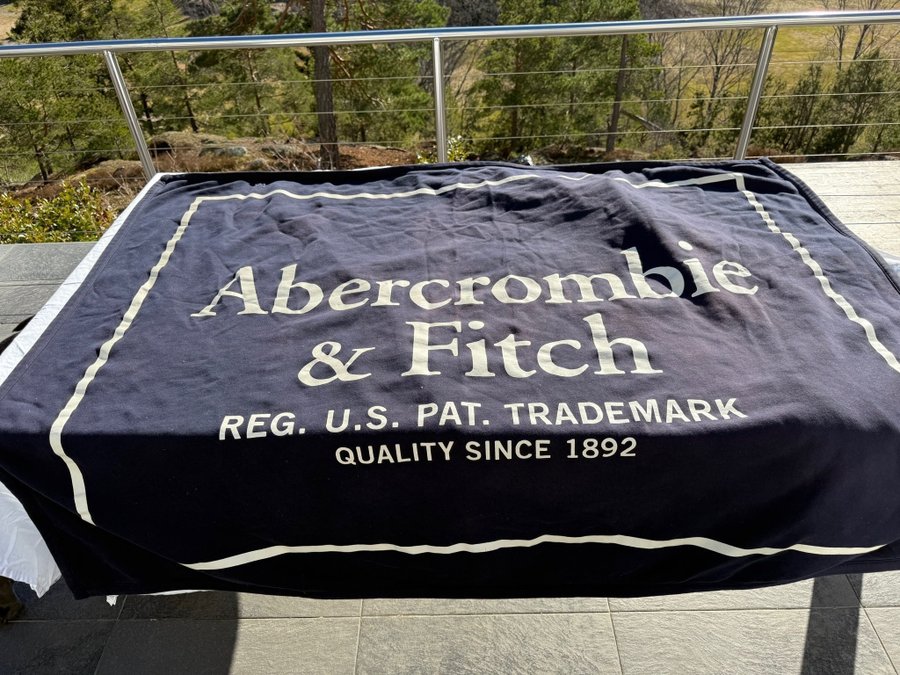 Abercrombie
& Fitch
REG. U.S. PAT. TRADEMARK
QUALITY SINCE 1892